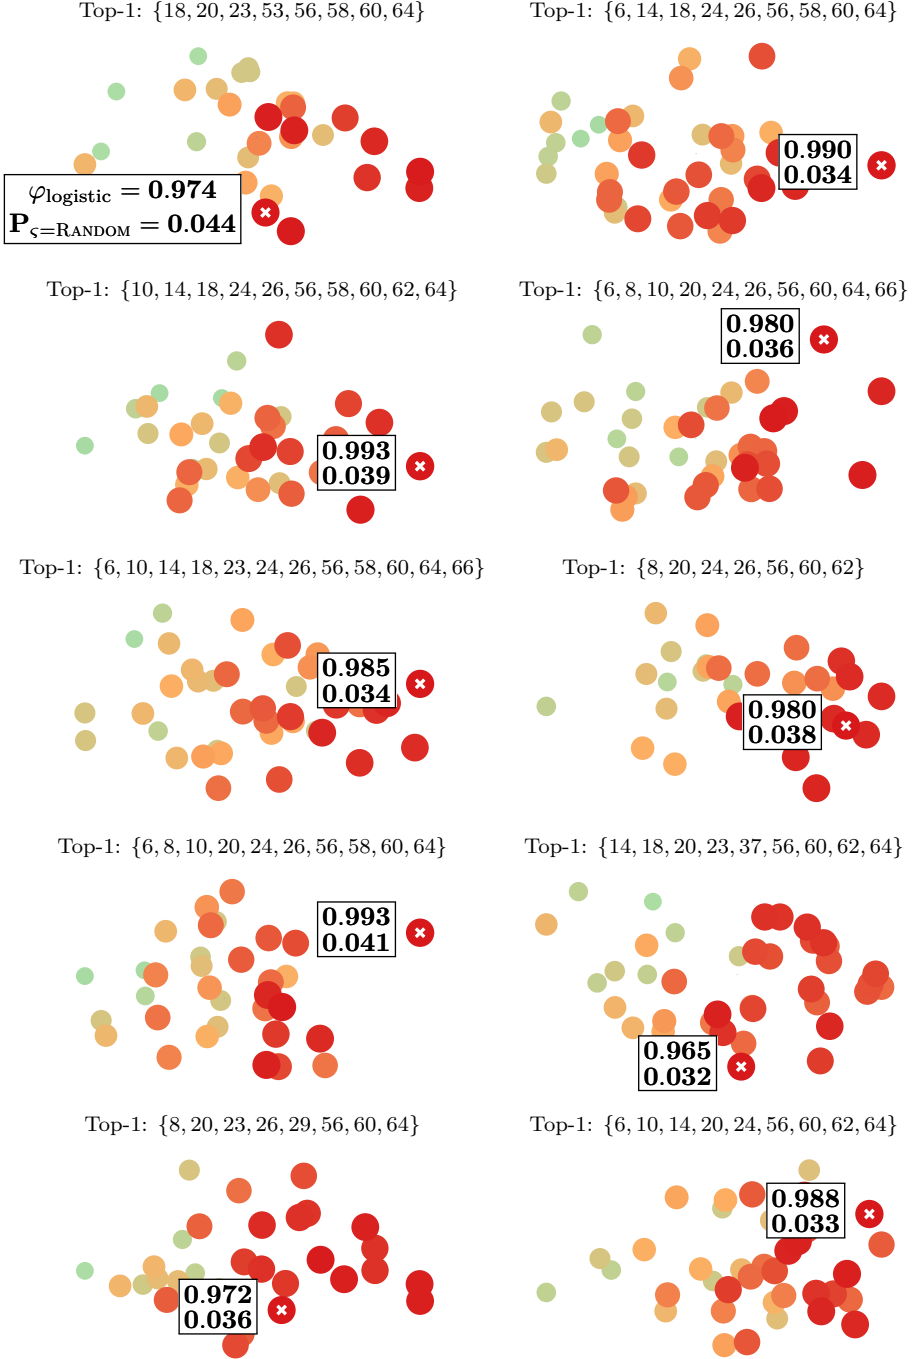 Top-1: {18, 20, 23, 53, 56, 58, 60, 64}
Top-1: {6, 14, 18, 24, 26, 56, 58, 60, 64}
φlogistic = 0.974
Pς=RANDOM = 0.044
0.990
0.034
Top-1: {10, 14, 18, 24, 26, 56, 58, 60, 62, 64}
Top-1: {6, 8, 10, 20, 24, 26, 56, 60, 64, 66}
0.993
0.039
0.980
0.036
Top-1: {6, 10, 14, 18, 23, 24, 26, 56, 58, 60, 64, 66}
Top-1: {8, 20, 24, 26, 56, 60, 62}
0.985
0.034
0.980
0.038
Top-1: {6, 8, 10, 20, 24, 26, 56, 58, 60, 64}
Top-1: {14, 18, 20, 23, 37, 56, 60, 62, 64}
0.993
0.041
0.965
0.032
Top-1: {8, 20, 23, 26, 29, 56, 60, 64}
Top-1: {6, 10, 14, 20, 24, 56, 60, 62, 64}
0.972
0.036
0.988
0.033